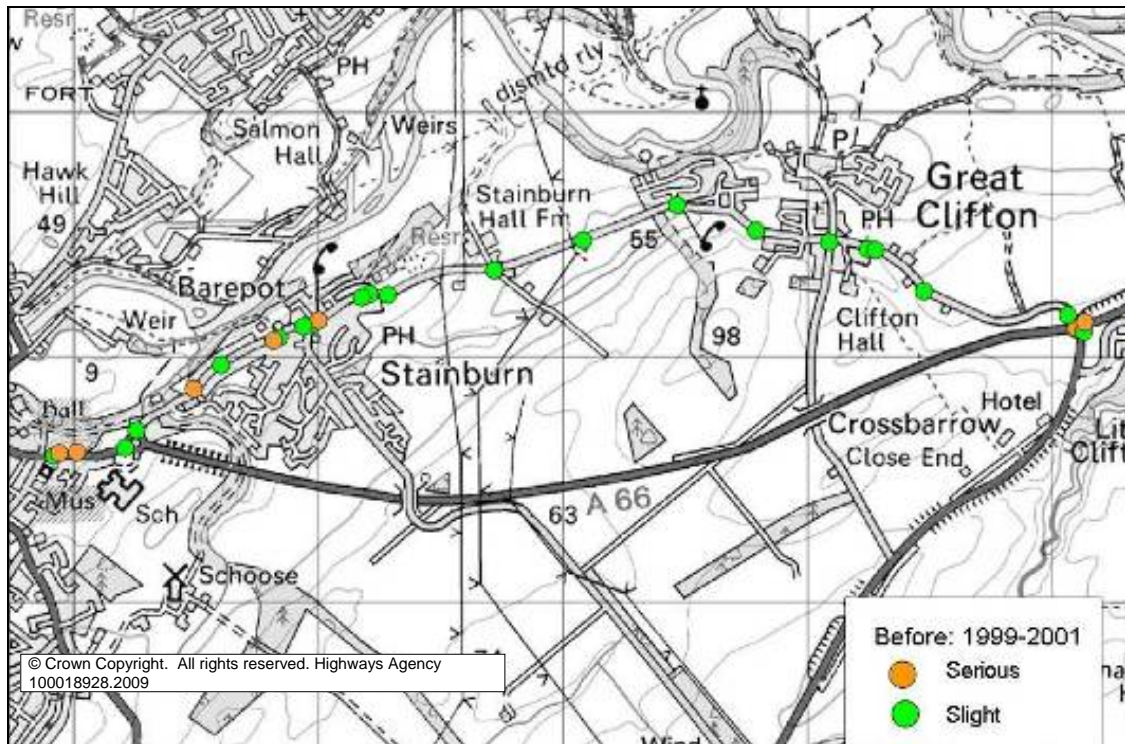 Resr
PH
FORT
Salmon
Hall
Weirs
dismtd rly
Hawk
Hill
49
Stainburn
Hall Fm
P
Great
Clifton
PH
Resr
55
Barepot
Weir
PH
9
Stainburn
98
Clifton
Hall
Hotel
Crossbarrow
Close End
Mus
Sch
63
A 66
Schoose
© Crown Copyright. All rights reserved. Highways Agency
100018928.2009
Before: 1999-2001
Serious
Slight